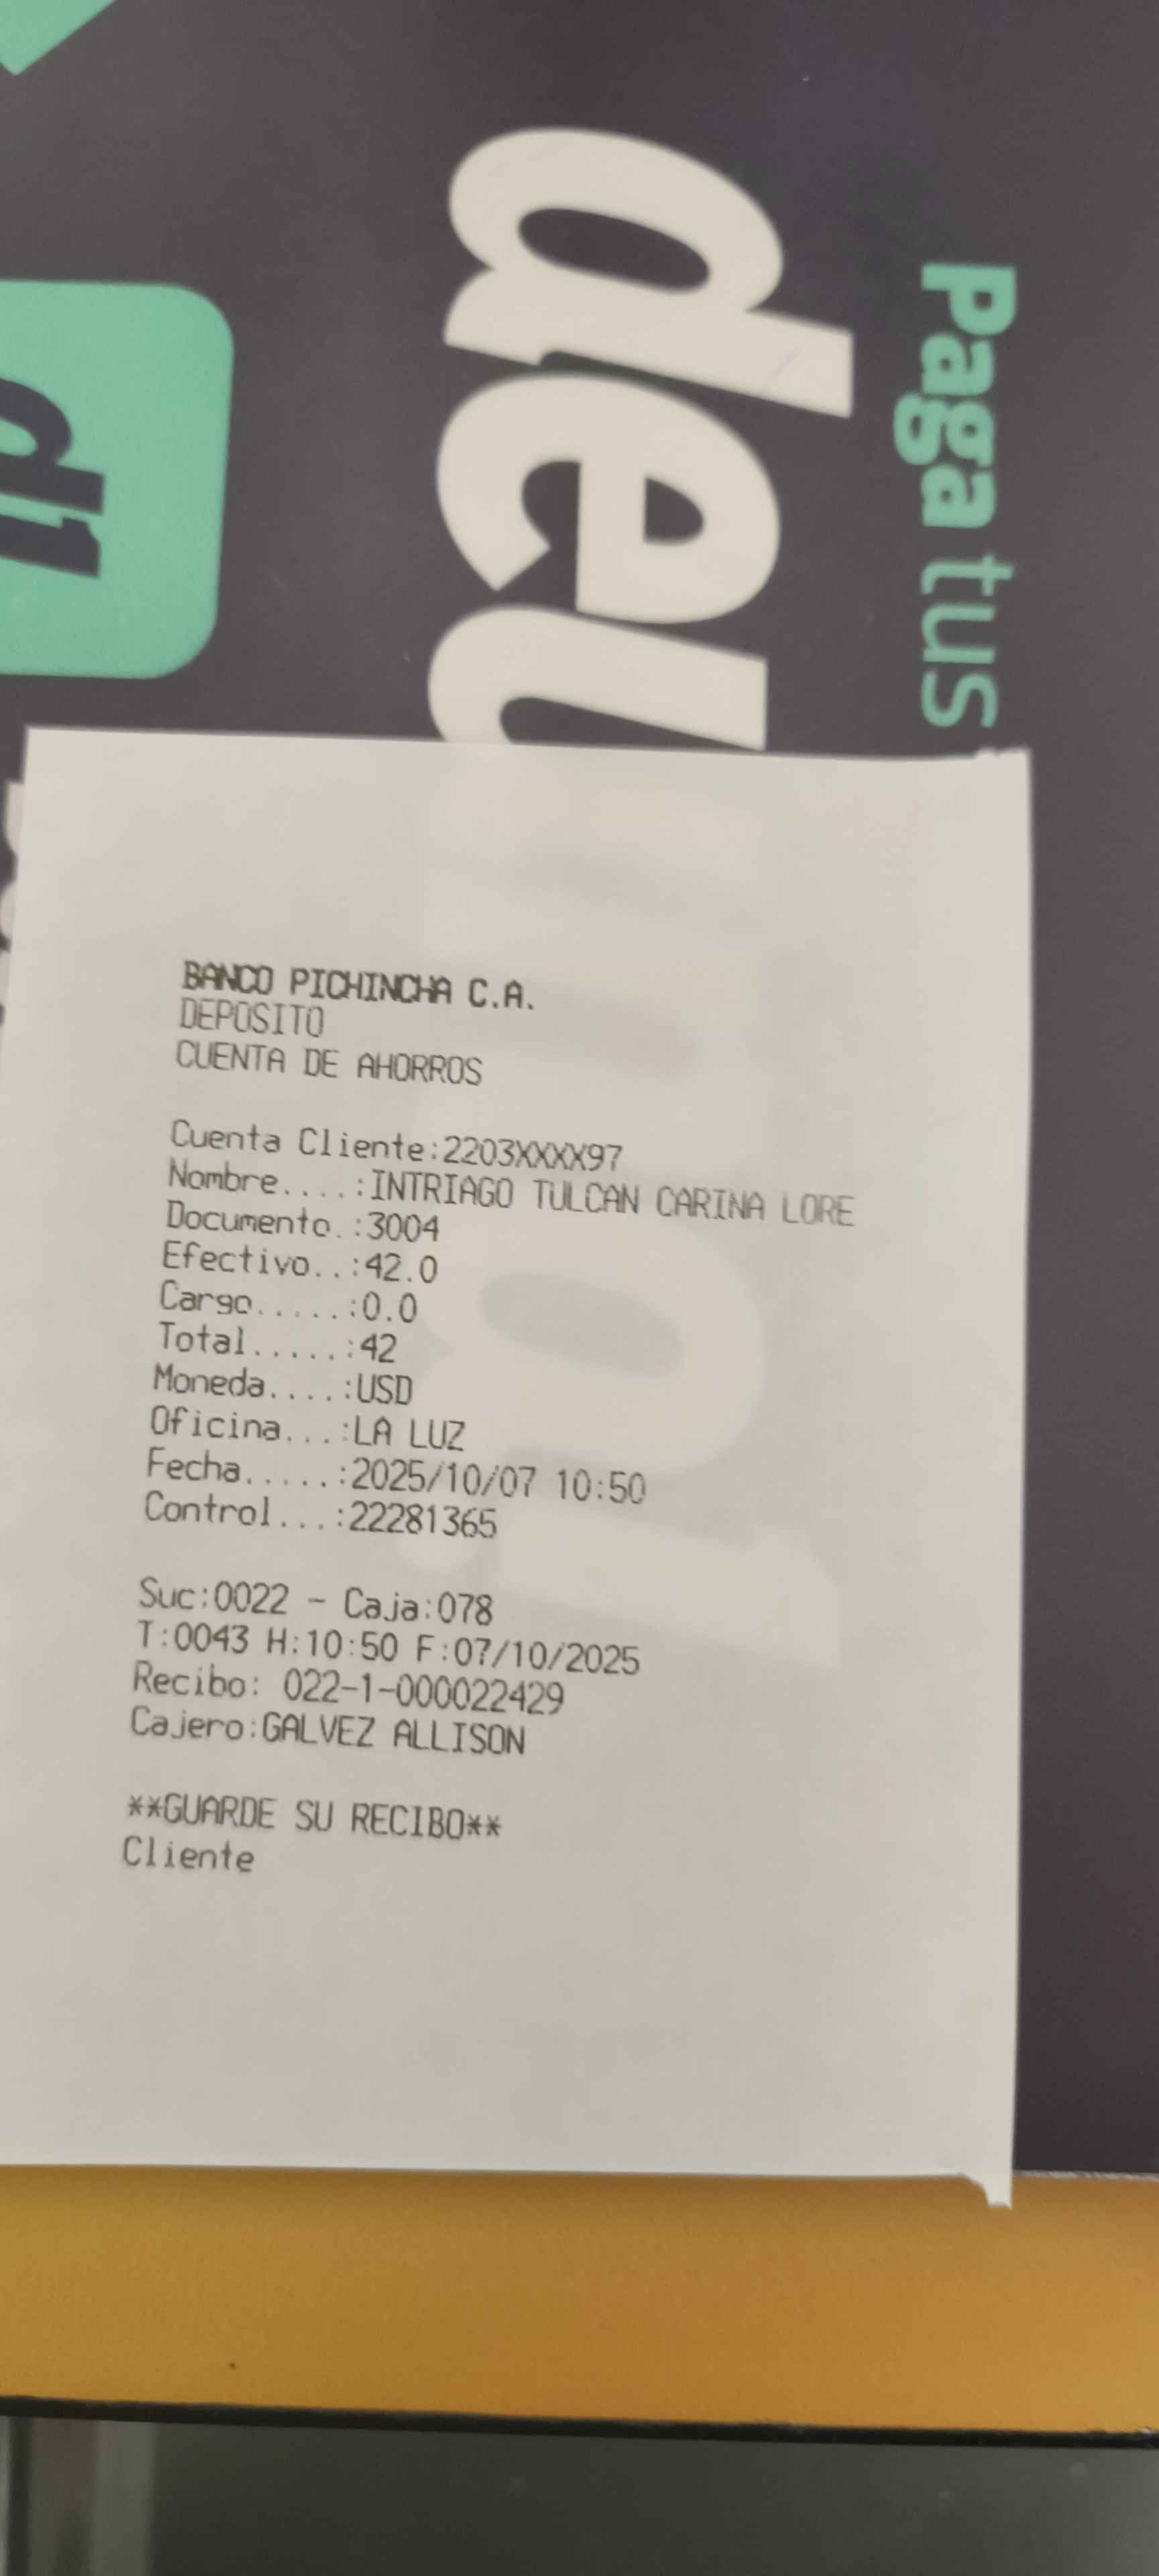 Paga tus
deu
d1
BANCO PICHINCHA C.A.
DEPOSITO
CUENTA DE AHORROS
Cuenta Cliente:2203XXXX97
Nombre....:INTRIAGO TULCAN CARINA LORE
Documento.:3004
Efectivo..:42.0
Cargo.....:0.0
Total.....:42
Moneda....:USD
Oficina...:LA LUZ
Fecha.....:2025/10/07 10:50
Control...:22281365
Suc:0022 - Caja:078
T:0043 H:10:50 F:07/10/2025
Recibo: 022-1-000022429
Cajero:GALVEZ ALLISON
**GUARDE SU RECIBO**
Cliente